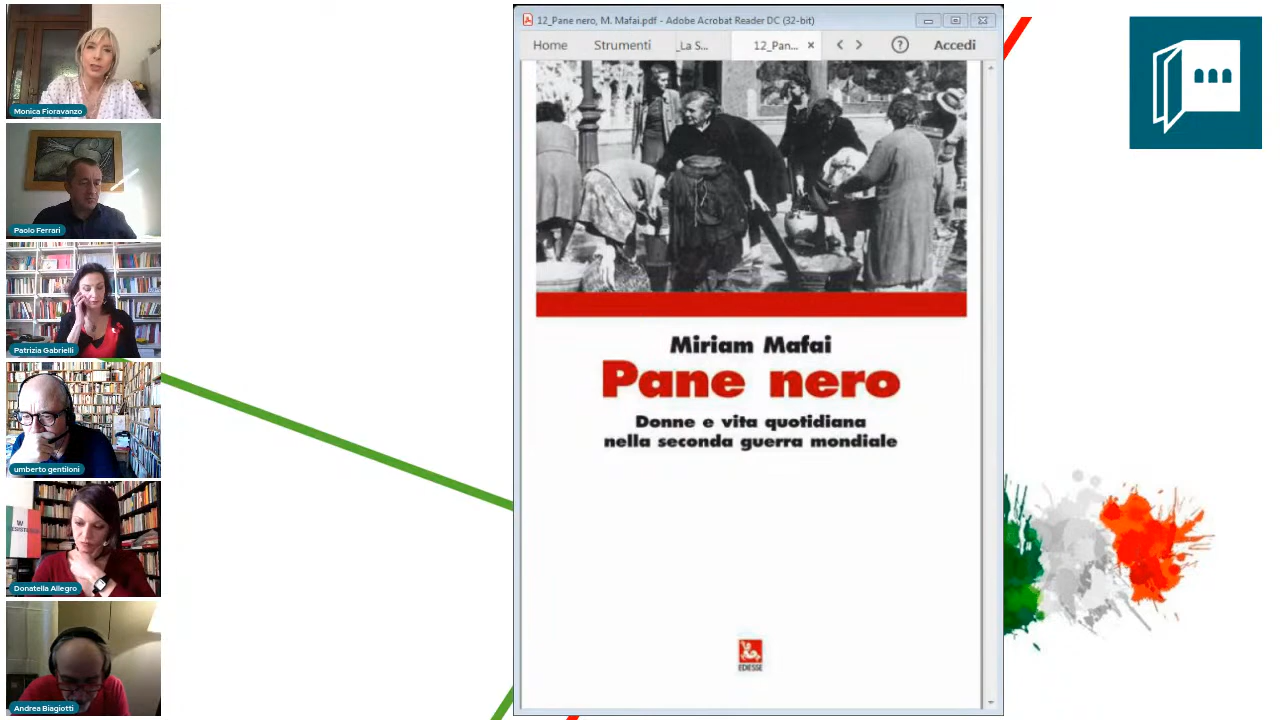 Monica Fioravanzo
Paolo Ferrari
Patrizia Gabrielli
umberto gentiloni
W
Donatella Allegro
Andrea Biagiotti
12_Pane nero, M. Mafai.pdf - Adobe Acrobat Reader DC (32-bit)
Home Strumenti _La S... 12_Pan... × ? Accedi
Miriam Mafai
Pane nero
Donne e vita quotidiana
nella seconda guerra mondiale
EDIESSE